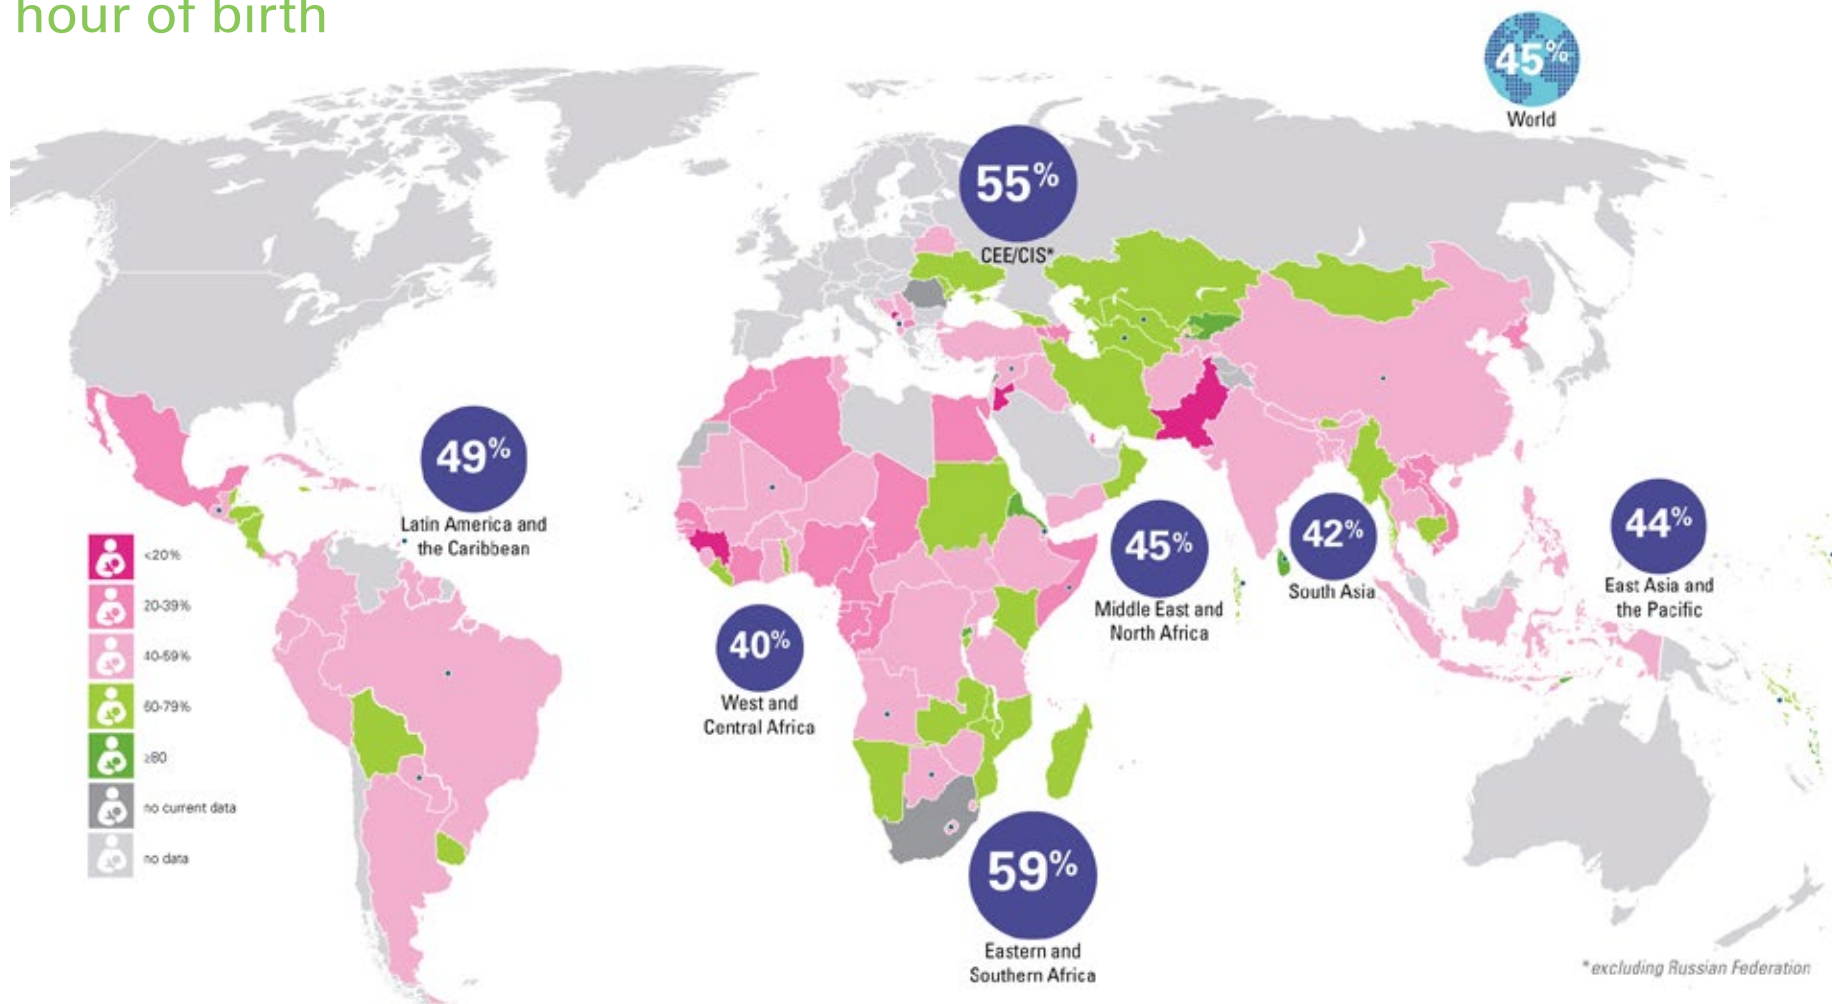 hour of birth
45%
World
55%
CEE/CIS*
49%
Latin America and
the Caribbean
<20%
20-39%
40-59%
60-79%
≥80
no current data
no data
40%
West and
Central Africa
45%
Middle East and
North Africa
42%
South Asia
44%
East Asia and
the Pacific
59%
Eastern and
Southern Africa
*excluding Russian Federation